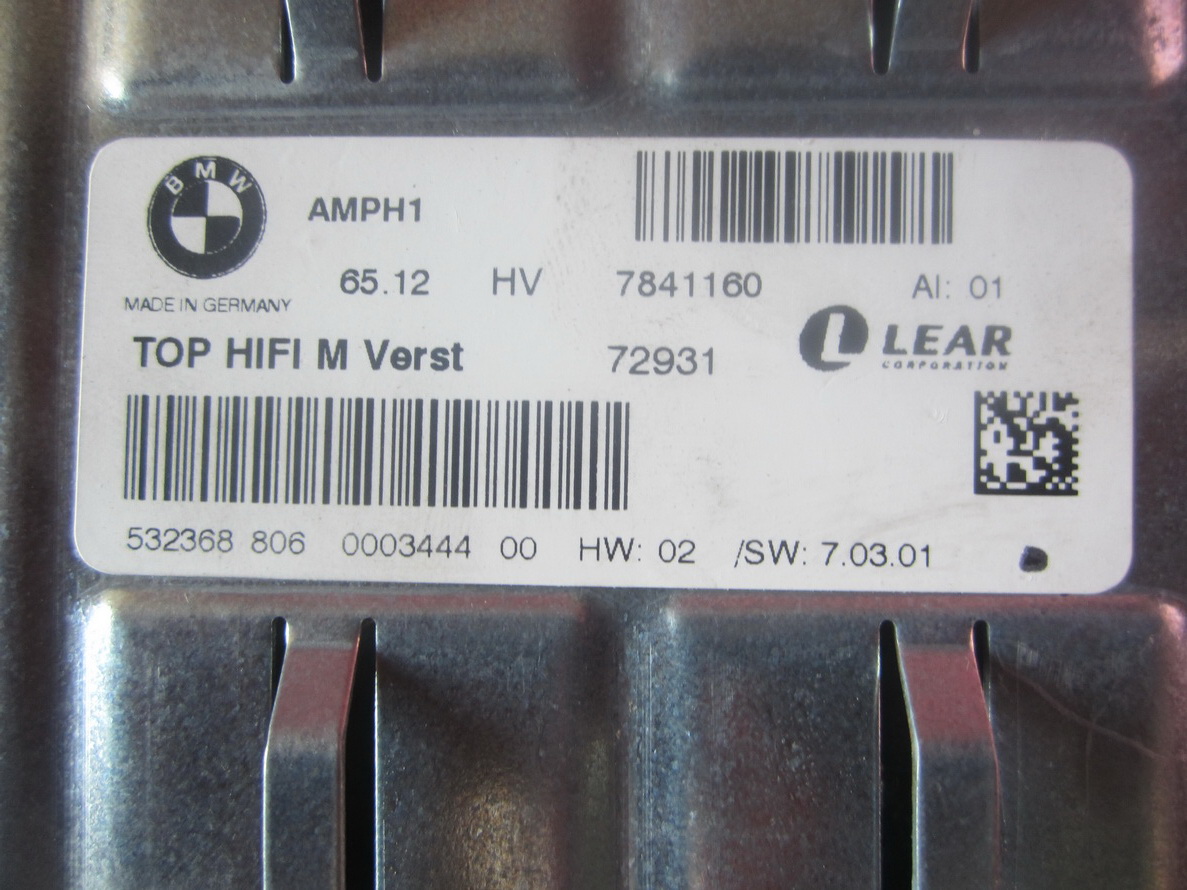 BMW
AMPH1
65.12 HV 7841160 AI: 01
MADE IN GERMANY
LEAR
CORPORATION
TOP HIFI M Verst 72931
532368 806 0003444 00 HW: 02 /SW: 7.03.01